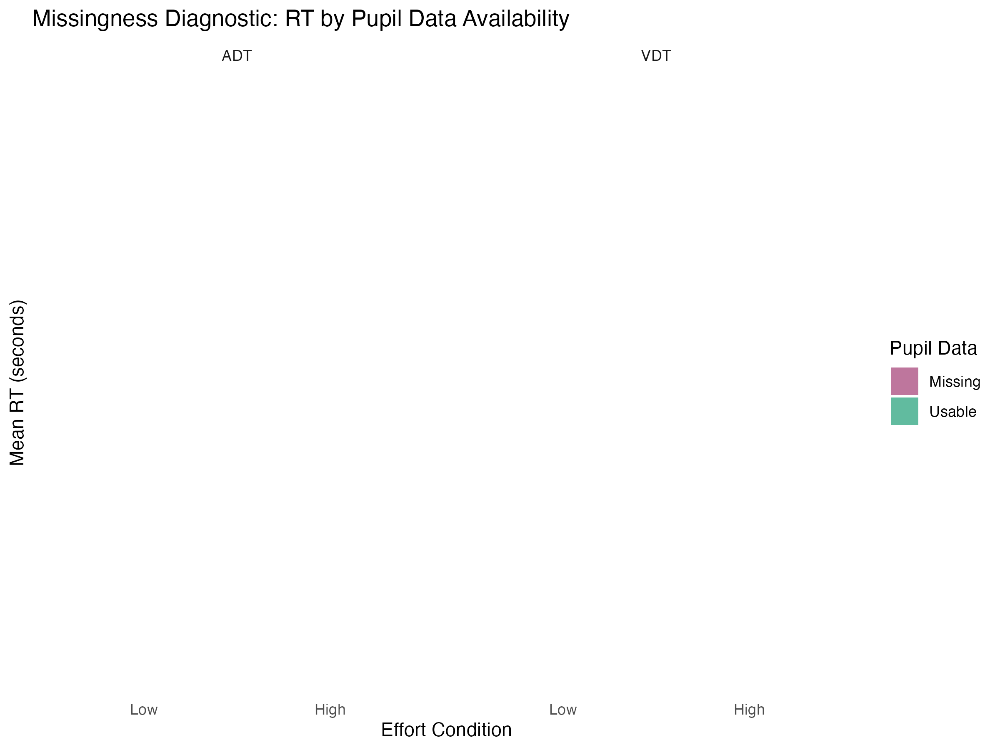 Missingness Diagnostic: RT by Pupil Data Availability
ADT
VDT
Mean RT (seconds)
Pupil Data
Missing
Usable
Low
High
Low
High
Effort Condition